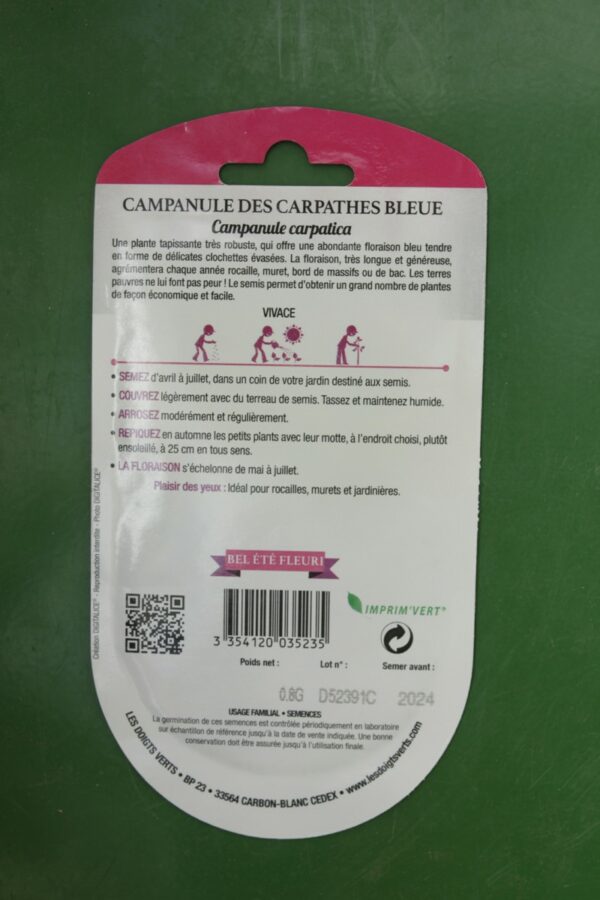 CAMPANULE DES CARPATHES BLEUE
Campanule carpatica
Une plante tapissante très robuste, qui offre une abondante floraison bleu tendre
en forme de délicates clochettes évasées. La floraison, très longue et généreuse,
agrémentera chaque année rocaille, muret, bord de massifs ou de bac. Les terres
pauvres ne lui font pas peur ! Le semis permet d'obtenir un grand nombre de plantes
de façon économique et facile.
VIVACE
• SEMEZ d'avril à juillet, dans un coin de votre jardin destiné aux semis.
• COUVREZ légèrement avec du terreau de semis. Tassez et maintenez humide.
• ARROSEZ modérément et régulièrement.
• REPIQUEZ en automne les petits plants avec leur motte, à l'endroit choisi, plutôt
ensoleillé, à 25 cm en tous sens.
• LA FLORAISON s'échelonne de mai à juillet.
Plaisir des yeux : Idéal pour rocailles, murets et jardinières.
Création DIGITALICE® - Reproduction interdite - Photo DIGITALICE®
BEL ÉTÉ FLEURI
IMPRIM'VERT®
3 354120 035235
Poids net : Lot n° : Semer avant :
0.8G D52391C 2024
USAGE FAMILIAL • SEMENCES
La germination de ces semences est contrôlée périodiquement en laboratoire
sur échantillon de référence jusqu'à la date de vente indiquée. Une bonne
conservation doit être assurée jusqu'à l'utilisation finale.
LES DOIGTS VERTS • BP 23 • 33564 CARBON-BLANC CEDEX • www.lesdoigtsverts.com